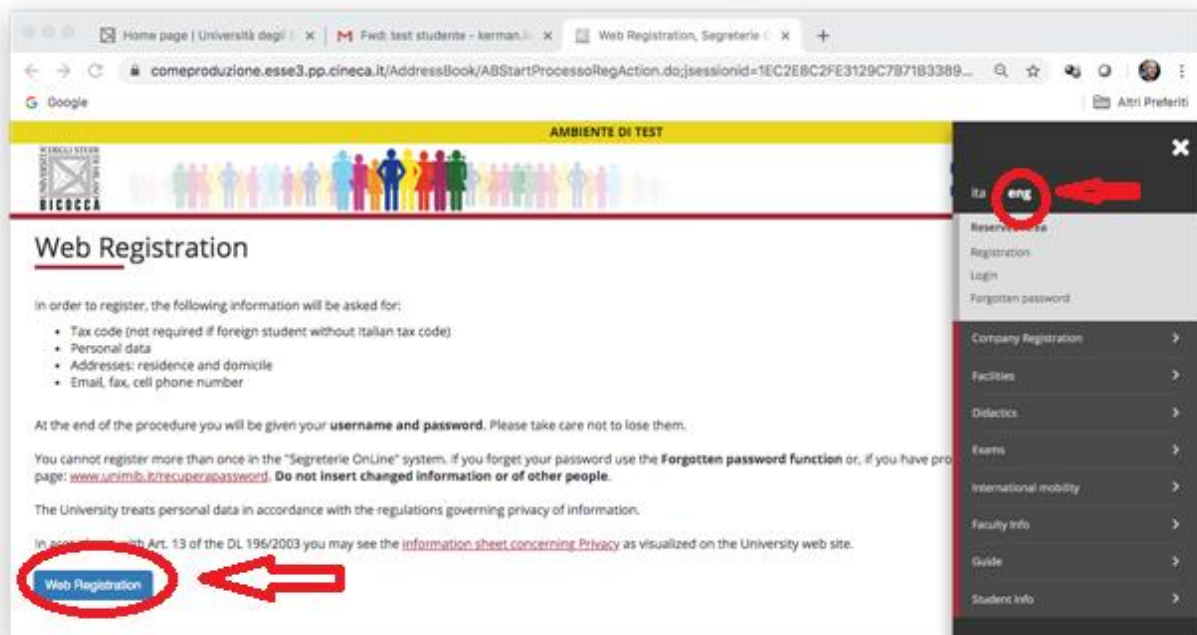 Home page | Università degli
Fwd: test studente - kerman.
Web Registration, Segreterie
comeproduzione.esse3.pp.cineca.it/AddressBook/ABStartProcessoRegAction.do;jsessionid=1EC2E8C2FE3129C7B71B3389...
Google
Altri Preferiti
AMBIENTE DI TEST
BICOCCA
ita eng
Web Registration
In order to register, the following information will be asked for:
• Tax code (not required if foreign student without Italian tax code)
• Personal data
• Addresses: residence and domicile
• Email, fax, cell phone number
At the end of the procedure you will be given your username and password. Please take care not to lose them.
You cannot register more than once in the "Segreterie OnLine" system. If you forget your password use the Forgotten password function or, if you have pro
page: www.unimib.it/recuperapassword. Do not insert changed information or of other people.
The University treats personal data in accordance with the regulations governing privacy of information.
In accordance with Art. 13 of the DL 196/2003 you may see the information sheet concerning Privacy as visualized on the University web site.
Web Registration
Reserved Area
Registration
Login
Forgotten password
Company Registration
Facilities
Didactics
Exams
International mobility
Faculty Info
Guide
Student Info